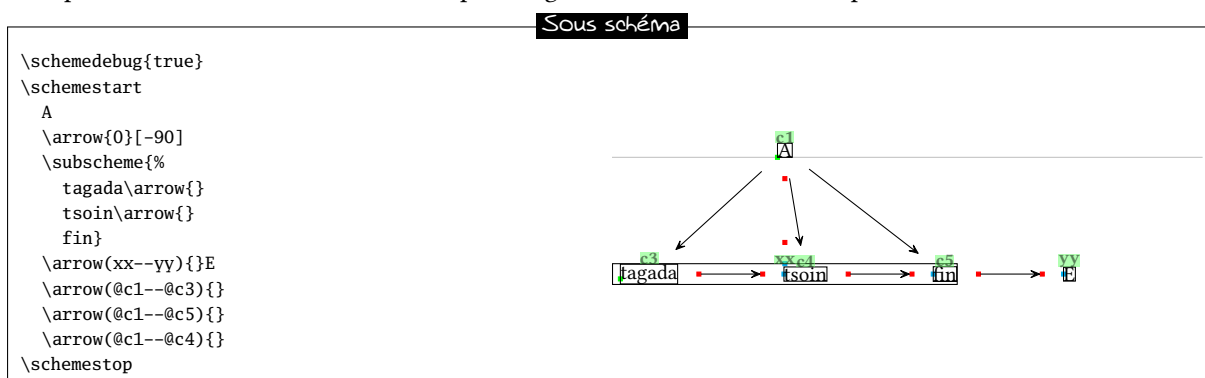 Sous schéma
\schemedebug{true}
\schemestart
A
\arrow{0}[-90]
\subscheme{%
tagada\arrow{}
tsoin\arrow{}
fin}
\arrow(xx--yy){}E
\arrow(@c1--@c3){}
\arrow(@c1--@c5){}
\arrow(@c1--@c4){}
\schemestop
c1
A
c3 xx c4 c5 yy
tagada tsoin fin E